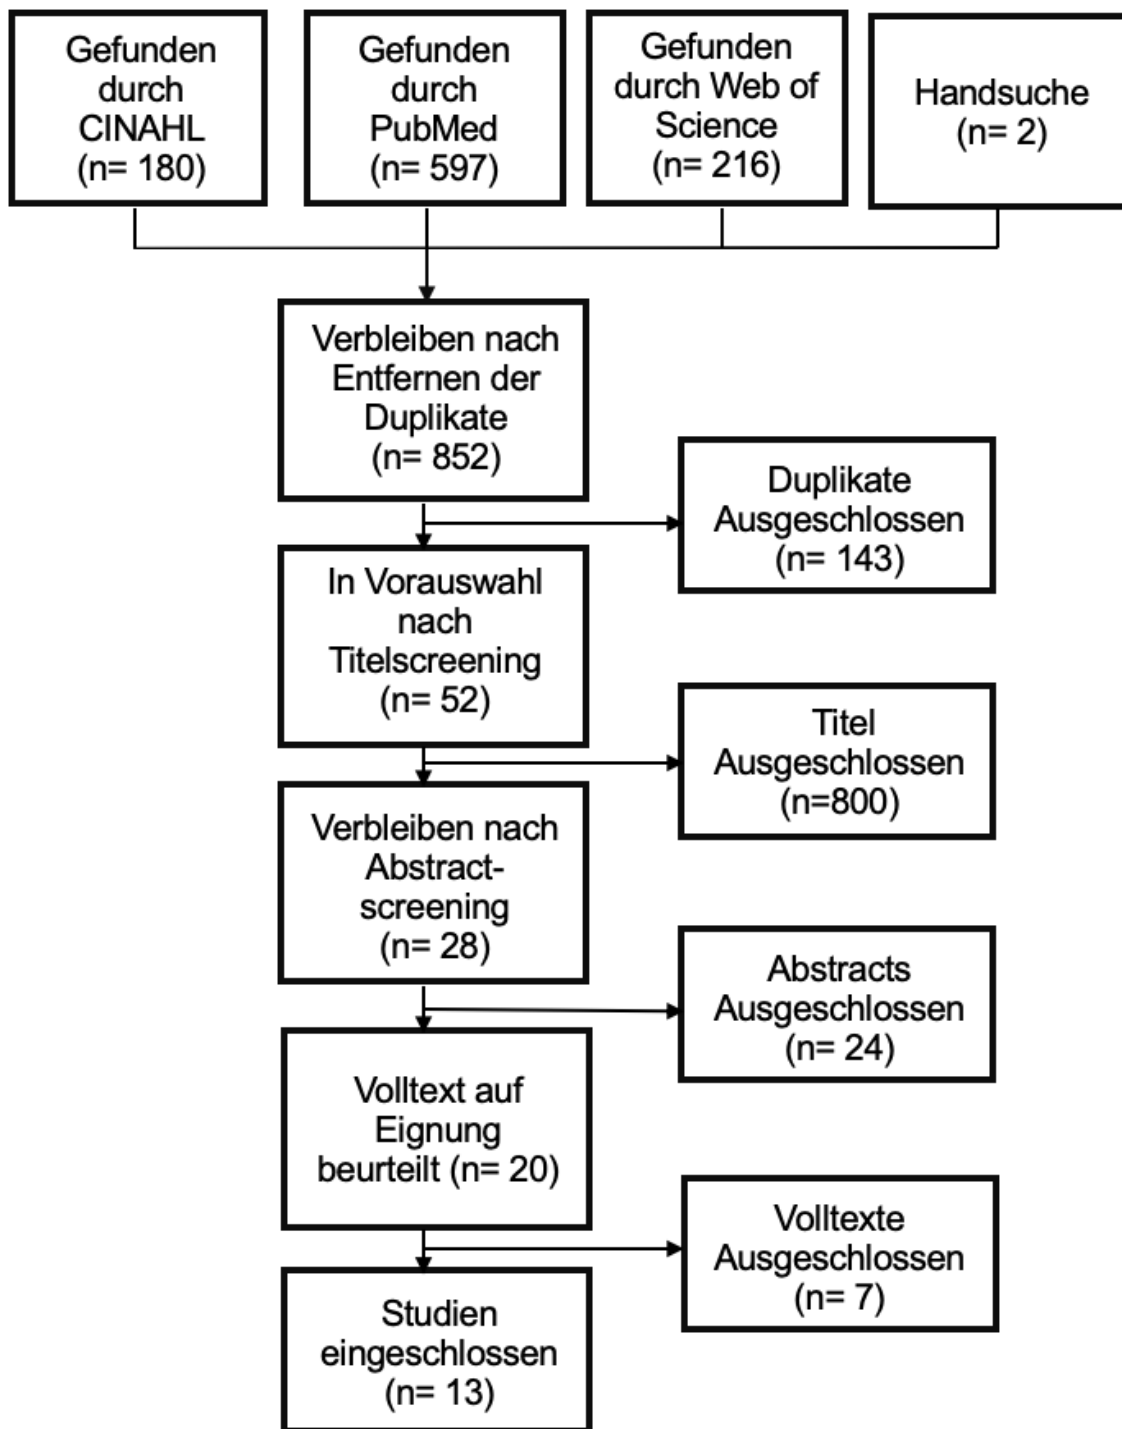 Gefunden
durch
CINAHL
(n= 180)
Gefunden
durch
PubMed
(n= 597)
Gefunden
durch Web of
Science
(n= 216)
Handsuche
(n= 2)
Verbleiben nach
Entfernen der
Duplikate
(n= 852)
Duplikate
Ausgeschlossen
(n= 143)
In Vorauswahl
nach
Titelscreening
(n= 52)
Titel
Ausgeschlossen
(n=800)
Verbleiben nach
Abstract-
screening
(n= 28)
Abstracts
Ausgeschlossen
(n= 24)
Volltext auf
Eignung
beurteilt (n= 20)
Volltexte
Ausgeschlossen
(n= 7)
Studien
eingeschlossen
(n= 13)